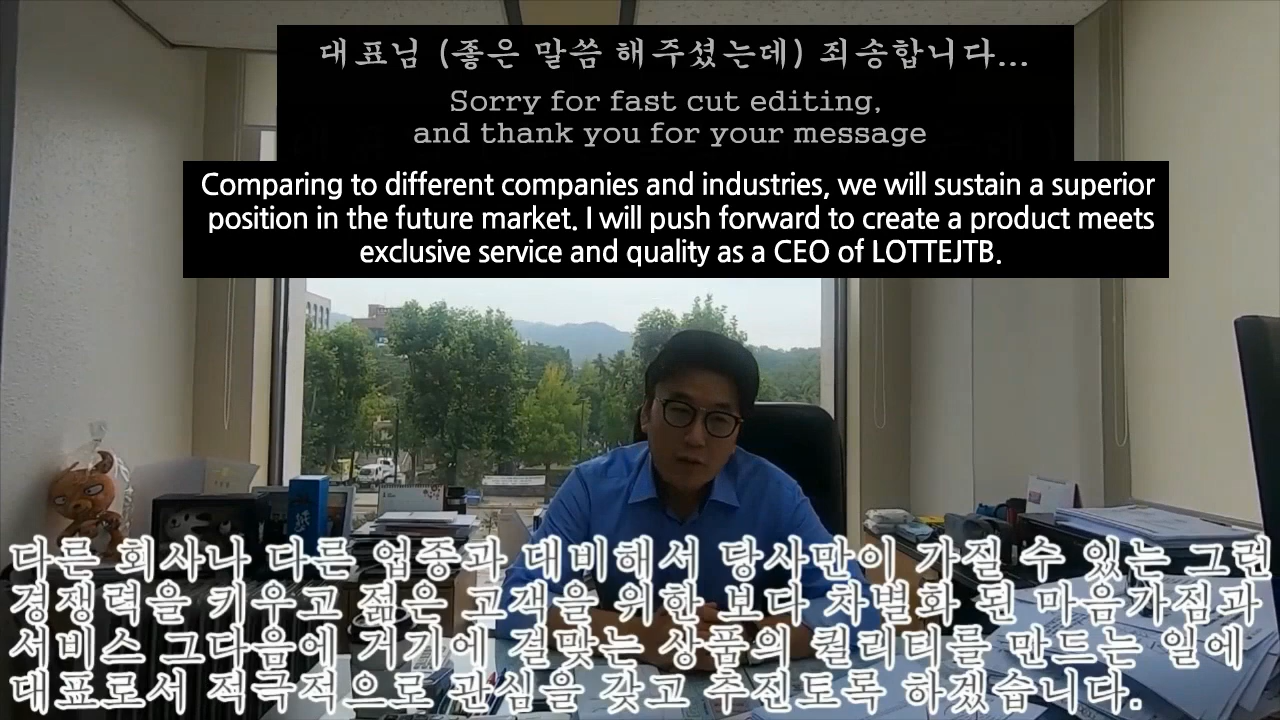 대표님 (좋은 말씀 해주셨는데) 죄송합니다...
Sorry for fast cut editing,
and thank you for your message
Comparing to different companies and industries, we will sustain a superior
position in the future market. I will push forward to create a product meets
exclusive service and quality as a CEO of LOTTEJTB.
다른 회사나 다른 업종과 대비해서 당사만이 가질 수 있는 그런
경쟁력을 키우고 젊은 고객을 위한 보다 차별화 된 마음가짐과
서비스 그다음에 거기에 걸맞는 상품의 퀄리티를 만드는 일에
대표로서 적극적으로 관심을 갖고 추진토록 하겠습니다.